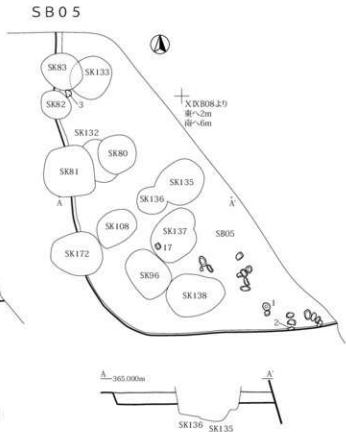 SB05
SK83
SK133
SK82
3
XⅨB08より
東へ2m
南へ6m
SK132
SK80
SK81
SK135
A
SK136
A'
SK108
SK137
SB05
17
SK172
SK96
SK138
1
2
A
365.000m
A'
SK136
SK135